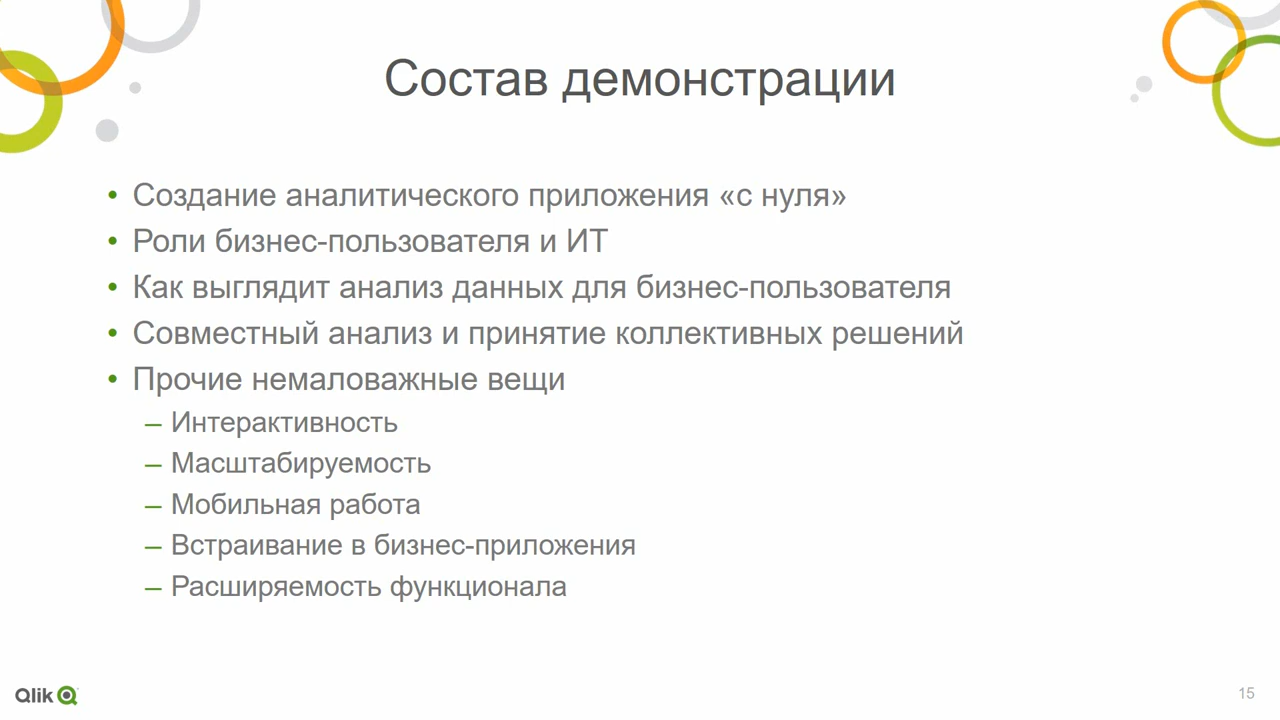 Состав демонстрации
• Создание аналитического приложения «с нуля»
• Роли бизнес-пользователя и ИТ
• Как выглядит анализ данных для бизнес-пользователя
• Совместный анализ и принятие коллективных решений
• Прочие немаловажные вещи
– Интерактивность
– Масштабируемость
– Мобильная работа
– Встраивание в бизнес-приложения
– Расширяемость функционала
Qlik
15